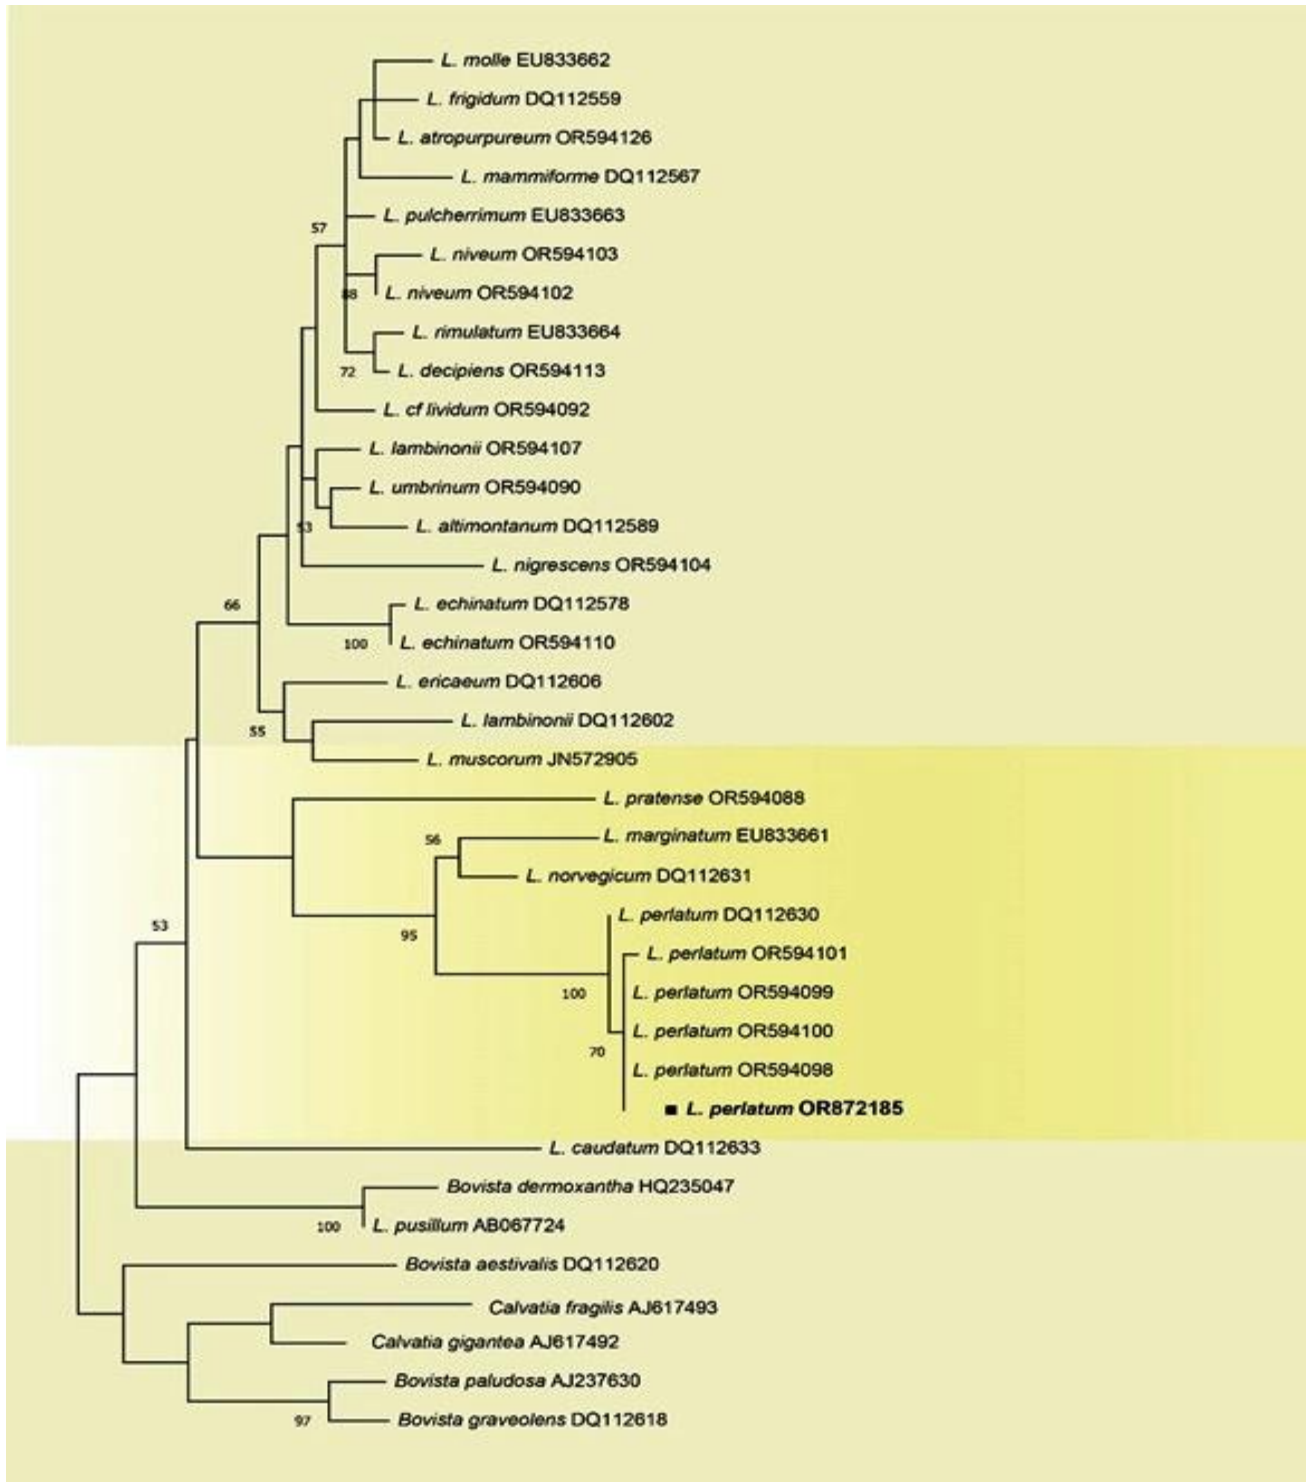 L. molle EU833662
L. frigidum DQ112559
L. atropurpureum OR594126
L. mammiforme DQ112567
L. pulcherrimum EU833663
57
L. niveum OR594103
88 L. niveum OR594102
L. rimulatum EU833664
72 L. decipiens OR594113
L. cf lividum OR594092
L. lambinonii OR594107
L. umbrinum OR594090
53 L. altimontanum DQ112589
L. nigrescens OR594104
66 L. echinatum DQ112578
100 L. echinatum OR594110
L. ericaeum DQ112606
L. lambinonii DQ112602
55
L. muscorum JN572905
L. pratense OR594088
56 L. marginatum EU833661
L. norvegicum DQ112631
53 L. perlatum DQ112630
95
L. perlatum OR594101
100 L. perlatum OR594099
L. perlatum OR594100
70
L. perlatum OR594098
L. perlatum OR872185
L. caudatum DQ112633
Bovista dermoxantha HQ235047
100 L. pusillum AB067724
Bovista aestivalis DQ112620
Calvatia fragilis AJ617493
Calvatia gigantea AJ617492
Bovista paludosa AJ237630
97 Bovista graveolens DQ112618